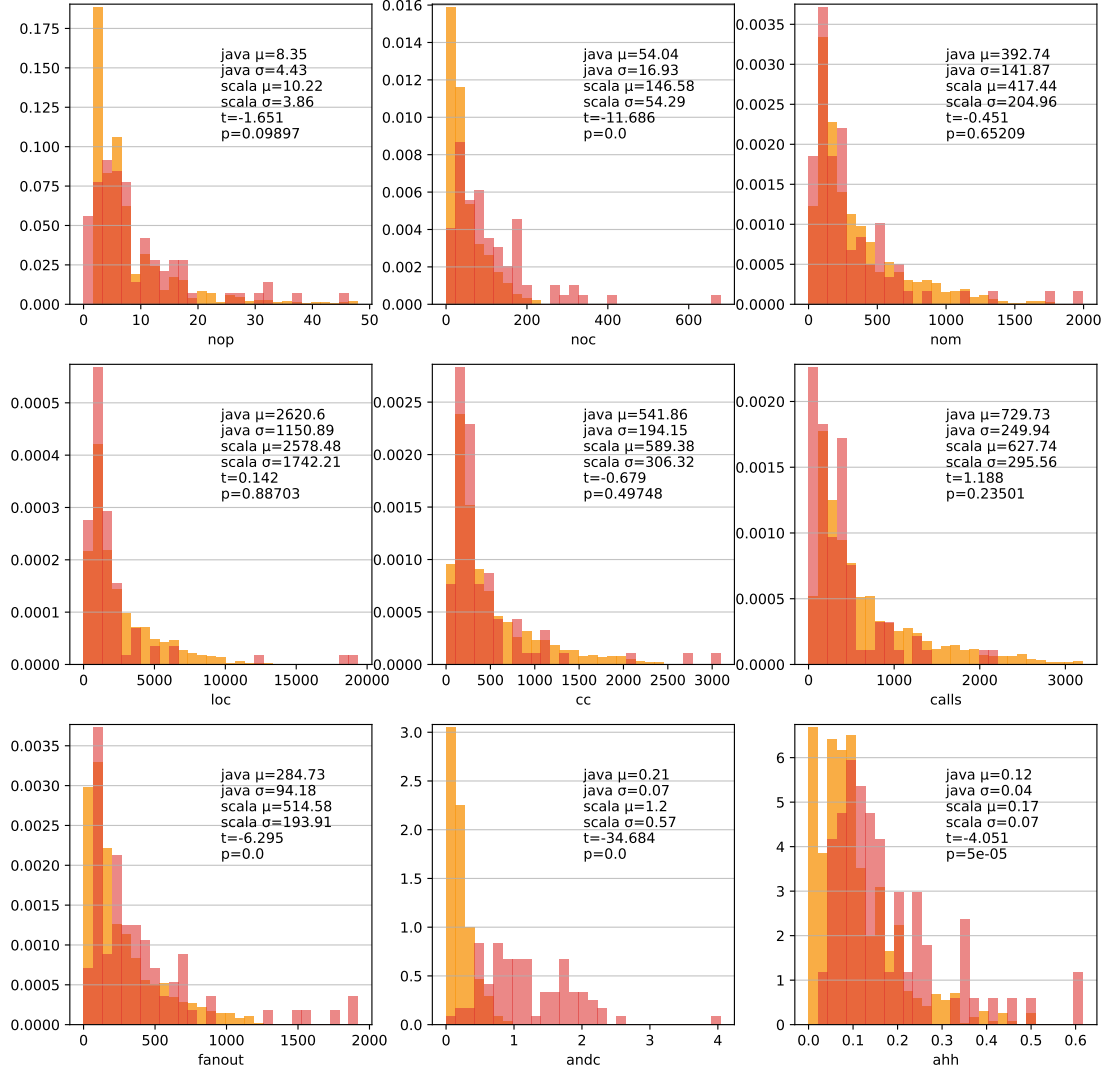 0.175
0.150
0.125
0.100
0.075
0.050
0.025
0.000
java μ=8.35
java σ=4.43
scala μ=10.22
scala σ=3.86
t=-1.651
p=0.09897
0 10 20 30 40 50
nop
0.016
0.014
0.012
0.010
0.008
0.006
0.004
0.002
0.000
java μ=54.04
java σ=16.93
scala μ=146.58
scala σ=54.29
t=-11.686
p=0.0
0 200 400 600
noc
0.0035
0.0030
0.0025
0.0020
0.0015
0.0010
0.0005
0.0000
java μ=392.74
java σ=141.87
scala μ=417.44
scala σ=204.96
t=-0.451
p=0.65209
0 500 1000 1500 2000
nom
0.0005
0.0004
0.0003
0.0002
0.0001
0.0000
java μ=2620.6
java σ=1150.89
scala μ=2578.48
scala σ=1742.21
t=0.142
p=0.88703
0 5000 10000 15000 20000
loc
0.0025
0.0020
0.0015
0.0010
0.0005
0.0000
java μ=541.86
java σ=194.15
scala μ=589.38
scala σ=306.32
t=-0.679
p=0.49748
0 500 1000 1500 2000 2500 3000
cc
0.0020
0.0015
0.0010
0.0005
0.0000
java μ=729.73
java σ=249.94
scala μ=627.74
scala σ=295.56
t=1.188
p=0.23501
0 1000 2000 3000
calls
0.0035
0.0030
0.0025
0.0020
0.0015
0.0010
0.0005
0.0000
java μ=284.73
java σ=94.18
scala μ=514.58
scala σ=193.91
t=-6.295
p=0.0
0 500 1000 1500 2000
fanout
3.0
2.5
2.0
1.5
1.0
0.5
0.0
java μ=0.21
java σ=0.07
scala μ=1.2
scala σ=0.57
t=-34.684
p=0.0
0 1 2 3 4
andc
6
5
4
3
2
1
0
java μ=0.12
java σ=0.04
scala μ=0.17
scala σ=0.07
t=-4.051
p=5e-05
0.0 0.1 0.2 0.3 0.4 0.5 0.6
ahh